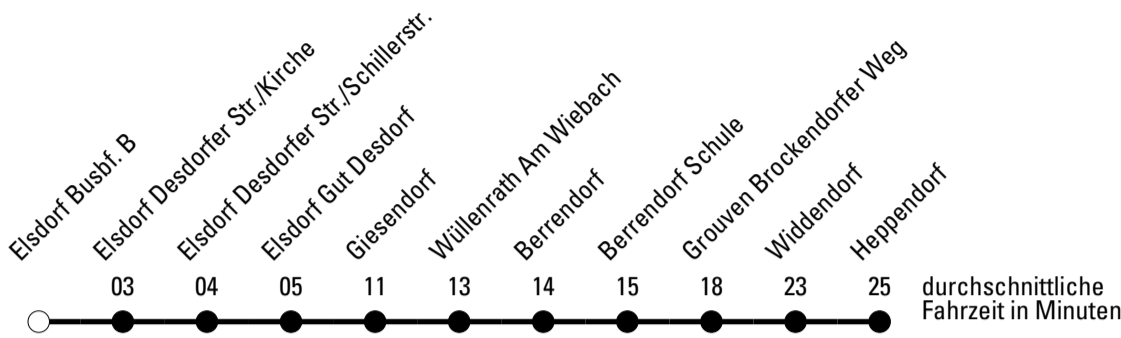 Elsdorf Busbf. B
Elsdorf Desdorfer Str./Kirche
Elsdorf Desdorfer Str./Schillerstr.
Elsdorf Gut Desdorf
Giesendorf
Wüllenrath Am Wiebach
Berrendorf
Berrendorf Schule
Grouven Brockendorfer Weg
Widdendorf
Heppendorf
03 04 05 11 13 14 15 18 23 25 durchschnittliche
Fahrzeit in Minuten